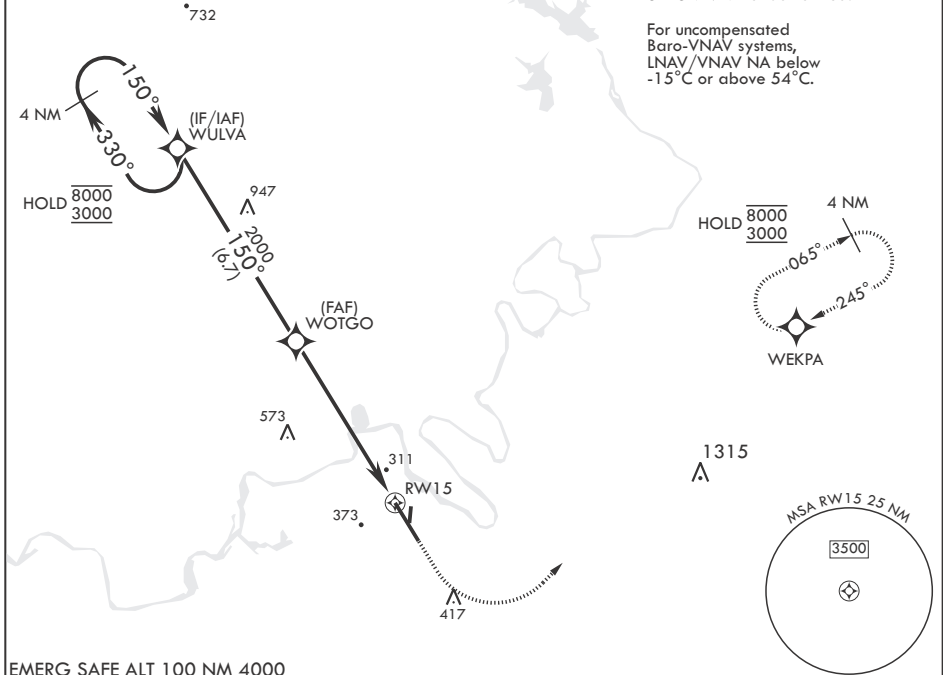 732
For uncompensated
Baro-VNAV systems,
LNAV/VNAV NA below
-15°C or above 54°C.
150°
4 NM
330°
(IF/IAF)
WULVA
HOLD 8000
3000
947
2000
150°
(6.7)
HOLD 8000
3000
4 NM
065°
245°
WEKPA
(FAF)
WOTGO
573
311
RW15
373
1315
417
MSA RW15 25 NM
3500
EMERG SAFE ALT 100 NM 4000